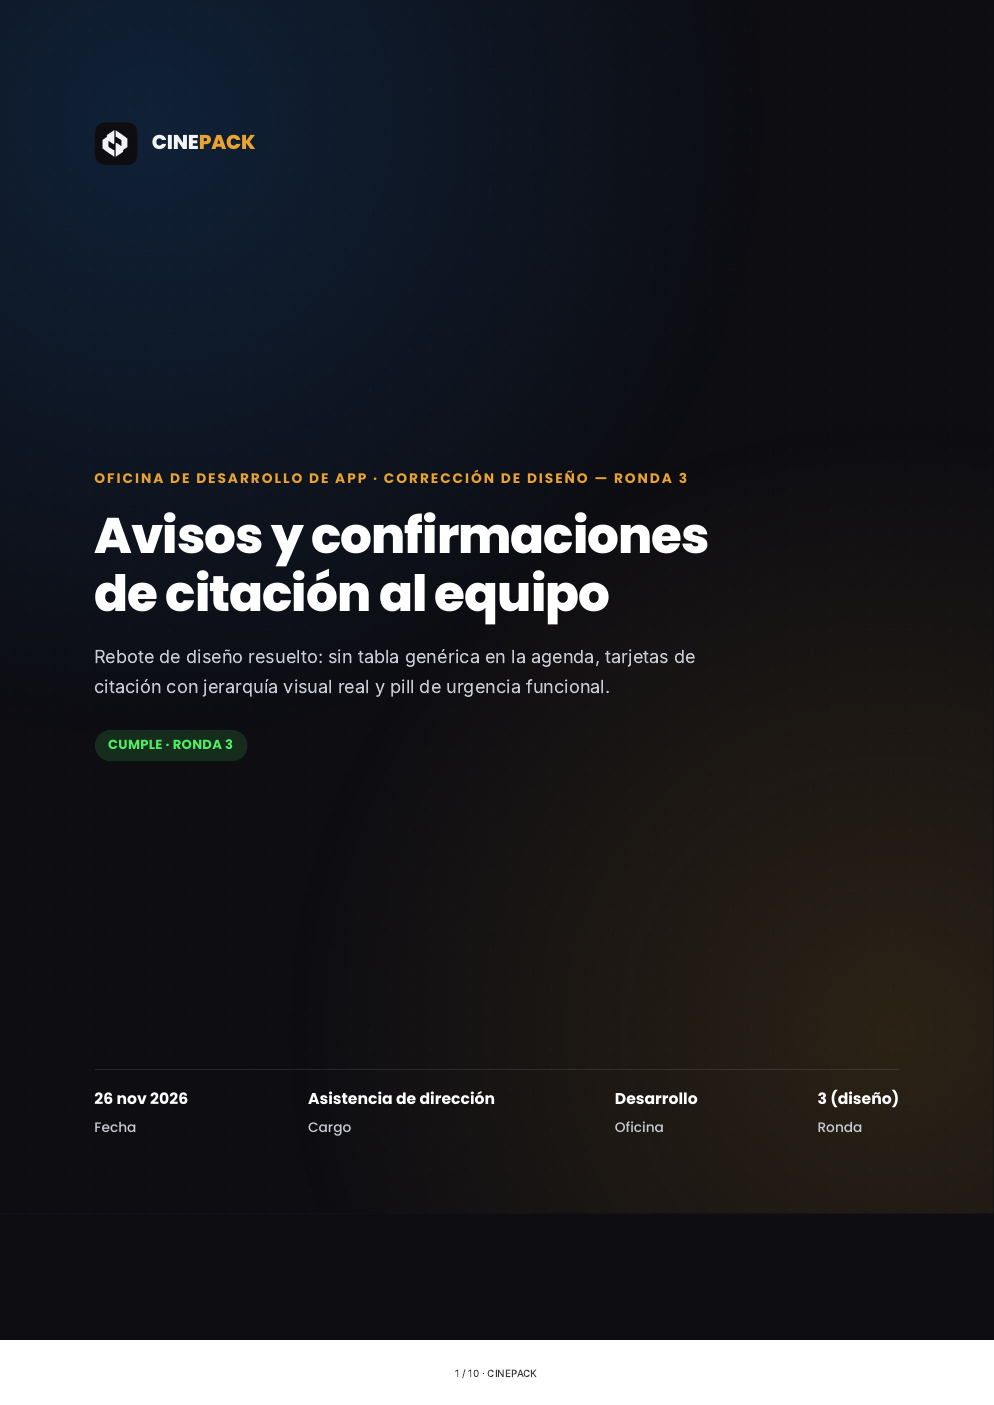 CINEPACK
OFICINA DE DESARROLLO DE APP · CORRECCIÓN DE DISEÑO — RONDA 3
Avisos y confirmaciones
de citación al equipo
Rebote de diseño resuelto: sin tabla genérica en la agenda, tarjetas de
citación con jerarquía visual real y pill de urgencia funcional.
CUMPLE · RONDA 3
26 nov 2026 Asistencia de dirección Desarrollo 3 (diseño)
Fecha Cargo Oficina Ronda
1 / 10 · CINEPACK